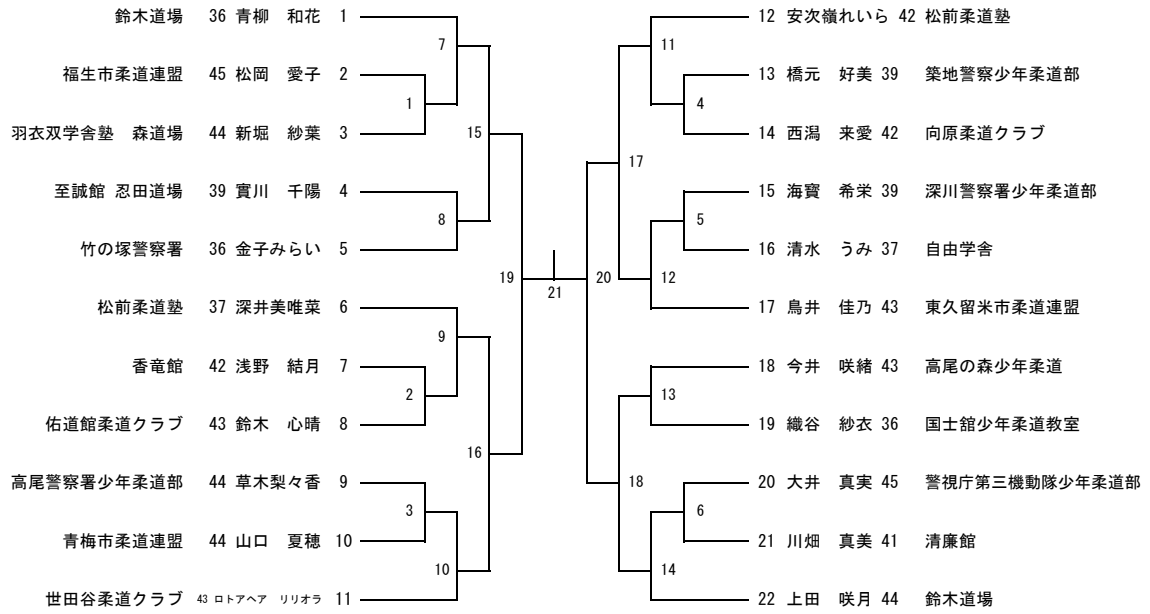 鈴木道場 36 青柳　和花 1
7
福生市柔道連盟 45 松岡　愛子 2
1
羽衣双学舎塾　森道場 44 新堀　紗葉 3
15
至誠館 忍田道場 39 實川　千陽 4
8
竹の塚警察署 36 金子みらい 5
19
松前柔道塾 37 深井美唯菜 6
9
香竜館 42 浅野　結月 7
2
佑道館柔道クラブ 43 鈴木　心晴 8
16
高尾警察署少年柔道部 44 草木梨々香 9
3
青梅市柔道連盟 44 山口　夏穂 10
10
世田谷柔道クラブ 43 ロトアヘア　リリオラ 11
21
12 安次嶺れいら 42 松前柔道塾
11
13 橋元　好美 39 築地警察少年柔道部
4
14 西潟　来愛 42 向原柔道クラブ
17
15 海寳　希栄 39 深川警察署少年柔道部
5
16 清水　うみ 37 自由学舎
20
12
17 鳥井　佳乃 43 東久留米市柔道連盟
18 今井　咲緒 43 高尾の森少年柔道
13
19 織谷　紗衣 36 国士舘少年柔道教室
18
20 大井　真実 45 警視庁第三機動隊少年柔道部
6
21 川畑　真美 41 清廉館
14
22 上田　咲月 44 鈴木道場